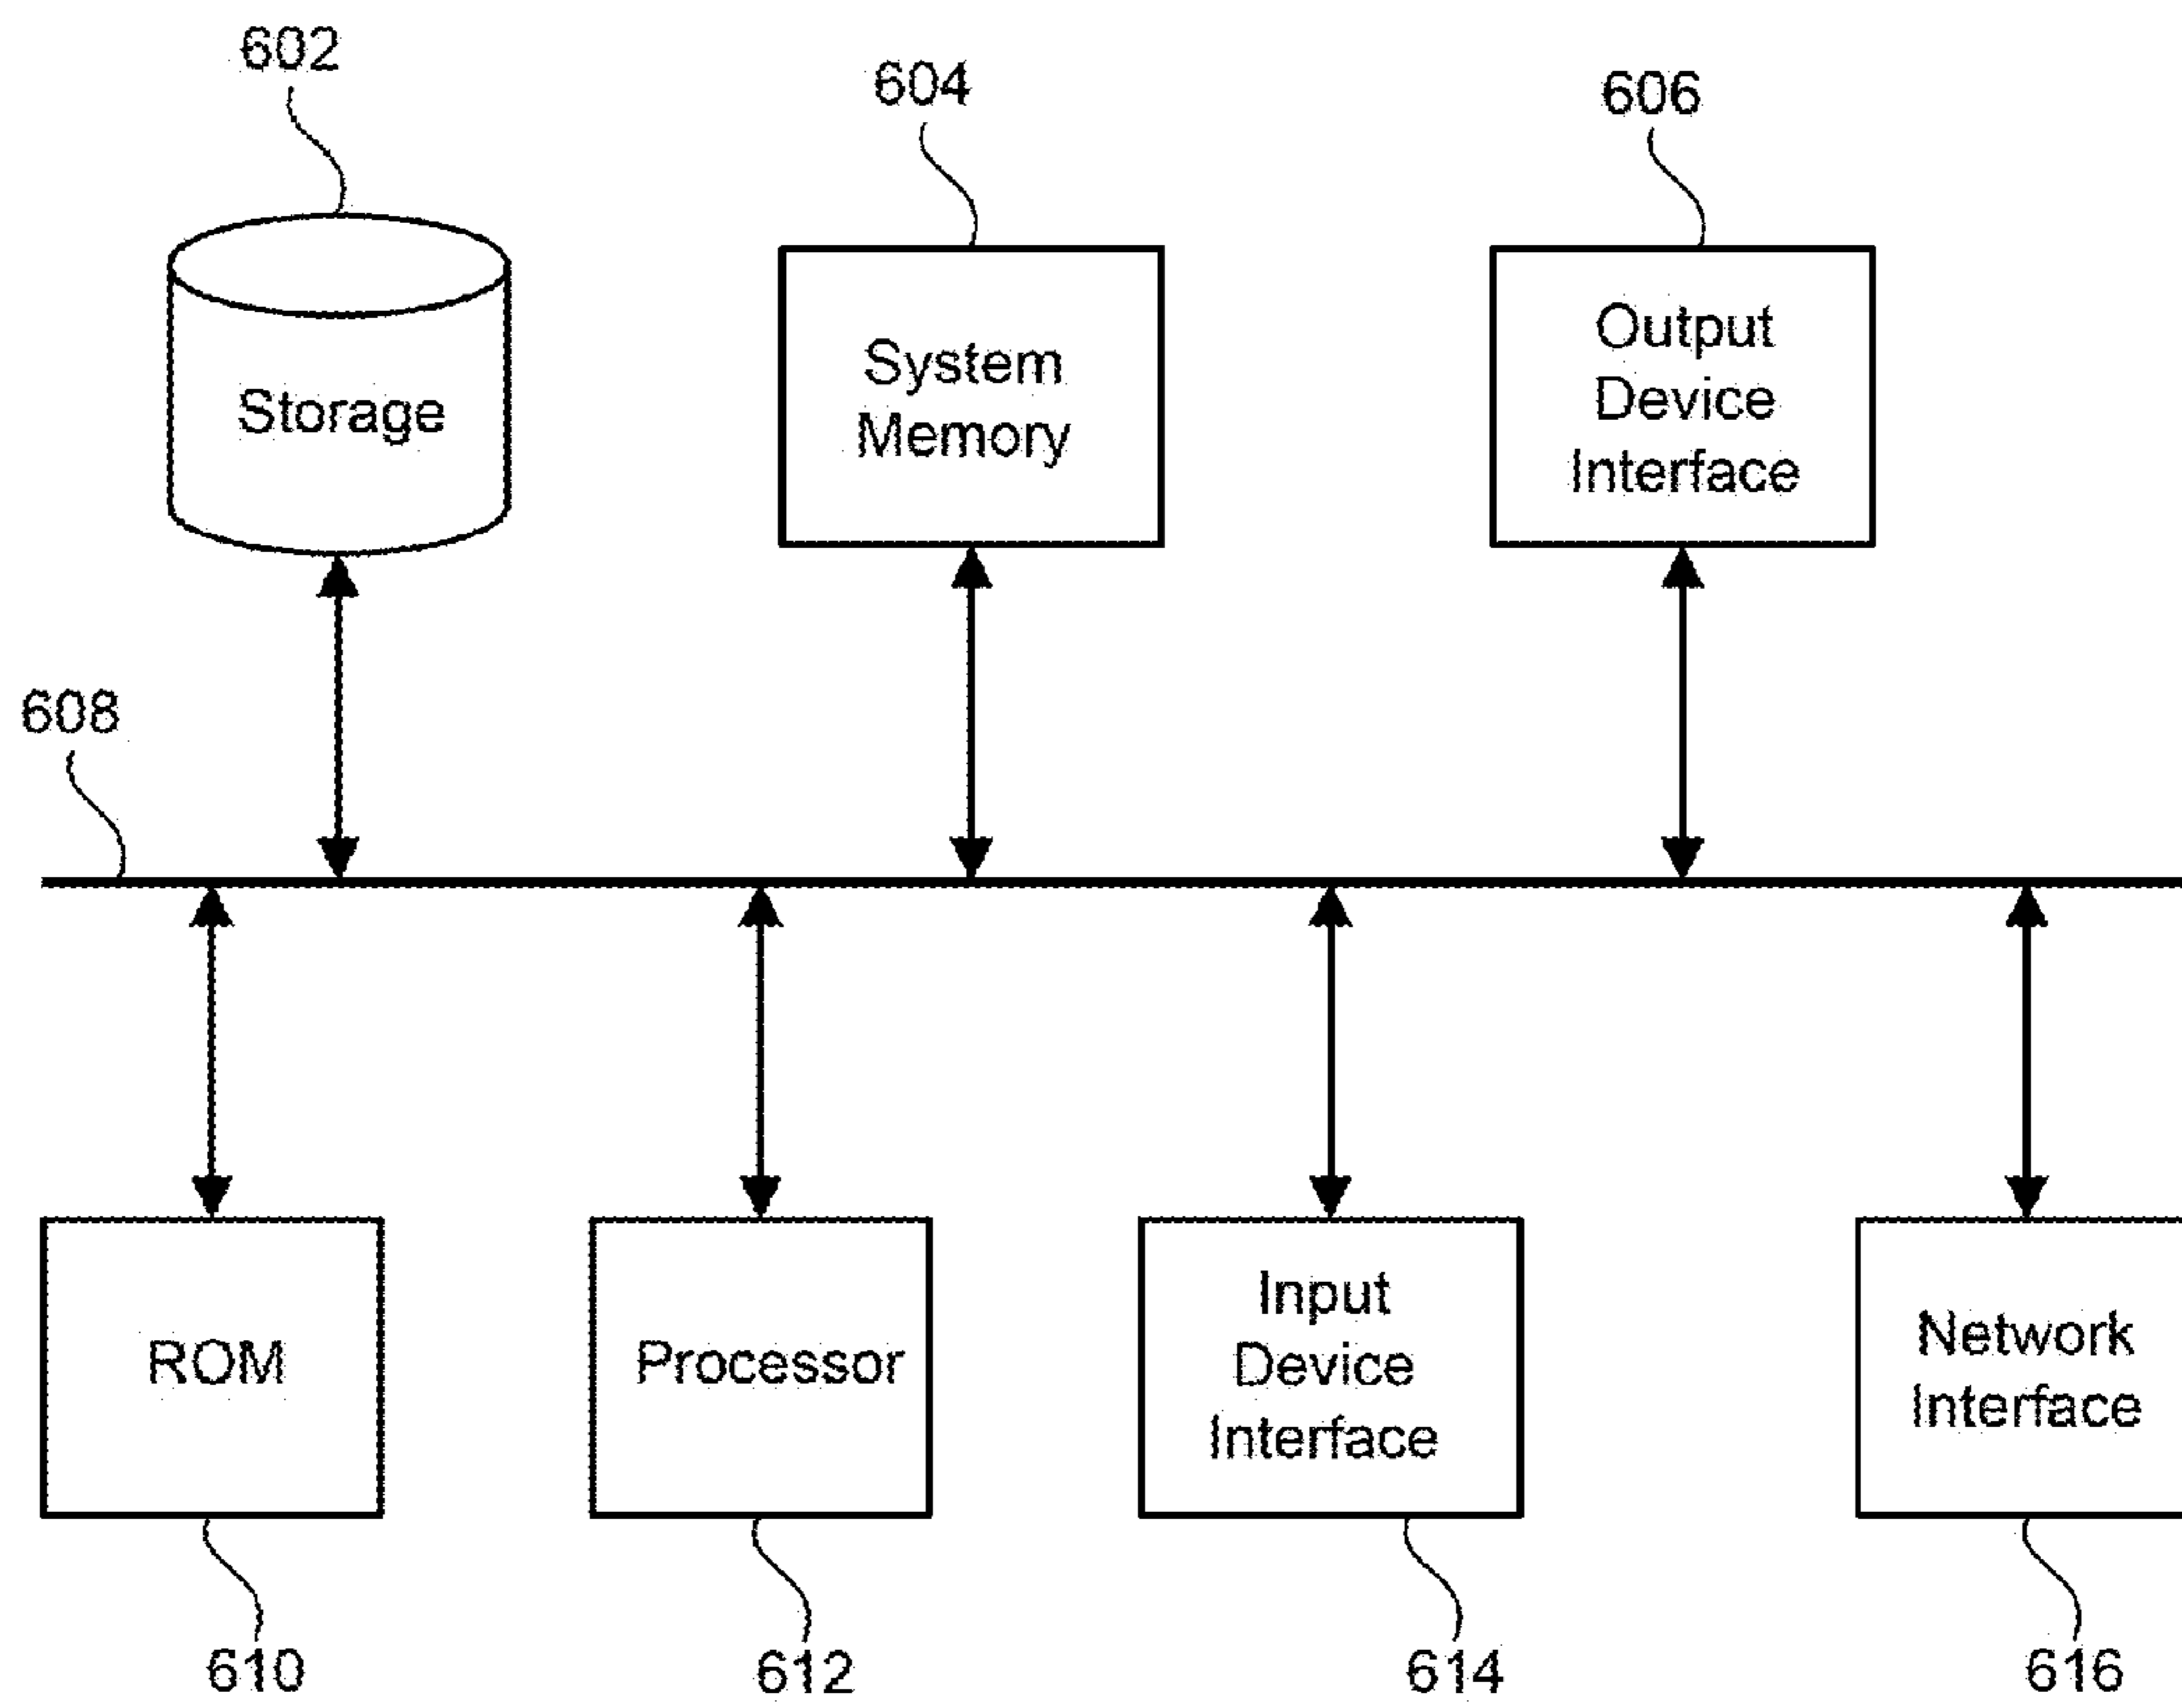 602
604
606
Storage
System
Memory
Output
Device
Interface
608
ROM
Processor
Input
Device
Interface
Network
Interface
610
612
614
616